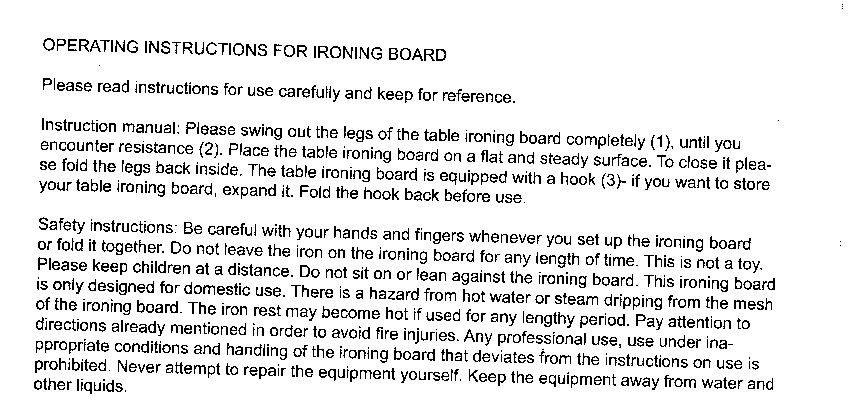 OPERATING INSTRUCTIONS FOR IRONING BOARD
Please read instructions for use carefully and keep for reference.
Instruction manual: Please swing out the legs of the table ironing board completely (1), until you
encounter resistance (2). Place the table ironing board on a flat and steady surface. To close it plea-
se fold the legs back inside. The table ironing board is equipped with a hook (3)- if you want to store
your table ironing board, expand it. Fold the hook back before use.
Safety instructions: Be careful with your hands and fingers whenever you set up the ironing board
or fold it together. Do not leave the iron on the ironing board for any length of time. This is not a toy.
Please keep children at a distance. Do not sit on or lean against the ironing board. This ironing board
is only designed for domestic use. There is a hazard from hot water or steam dripping from the mesh
of the ironing board. The iron rest may become hot if used for any lengthy period. Pay attention to
directions already mentioned in order to avoid fire injuries. Any professional use, use under ina-
ppropriate conditions and handling of the ironing board that deviates from the instructions on use is
prohibited. Never attempt to repair the equipment yourself. Keep the equipment away from water and
other liquids.